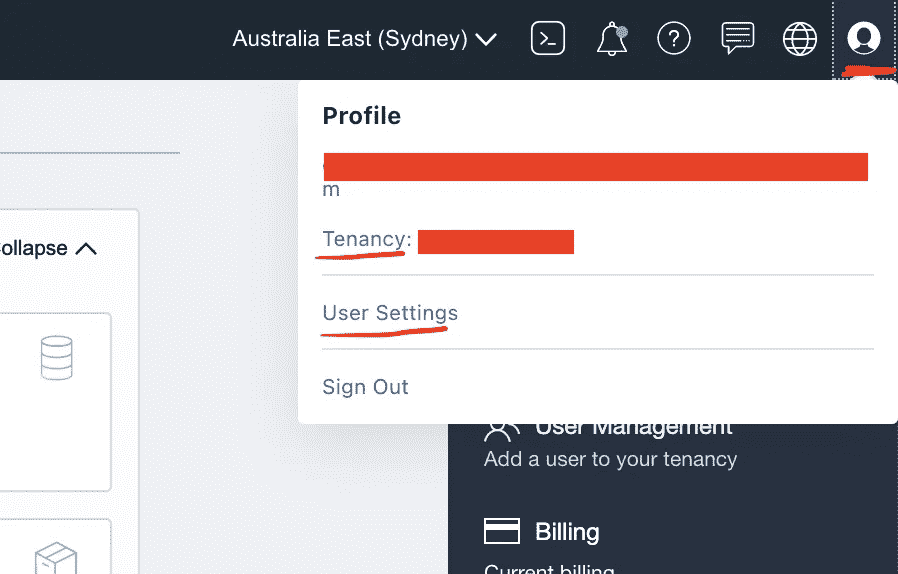 Australia East (Sydney)
Profile
m
Tenancy:
ollapse
User Settings
Sign Out
User Management
Add a user to your tenancy
Billing
Current billing